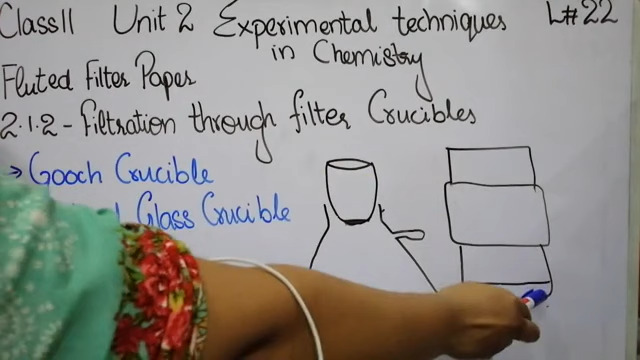 Class11 Unit 2 Experimental techniques L#22
in Chemistry
Fluted Filter Paper
2.1.2 - Filtration through filter Crucibles
→ Gooch Crucible
Glass Crucible